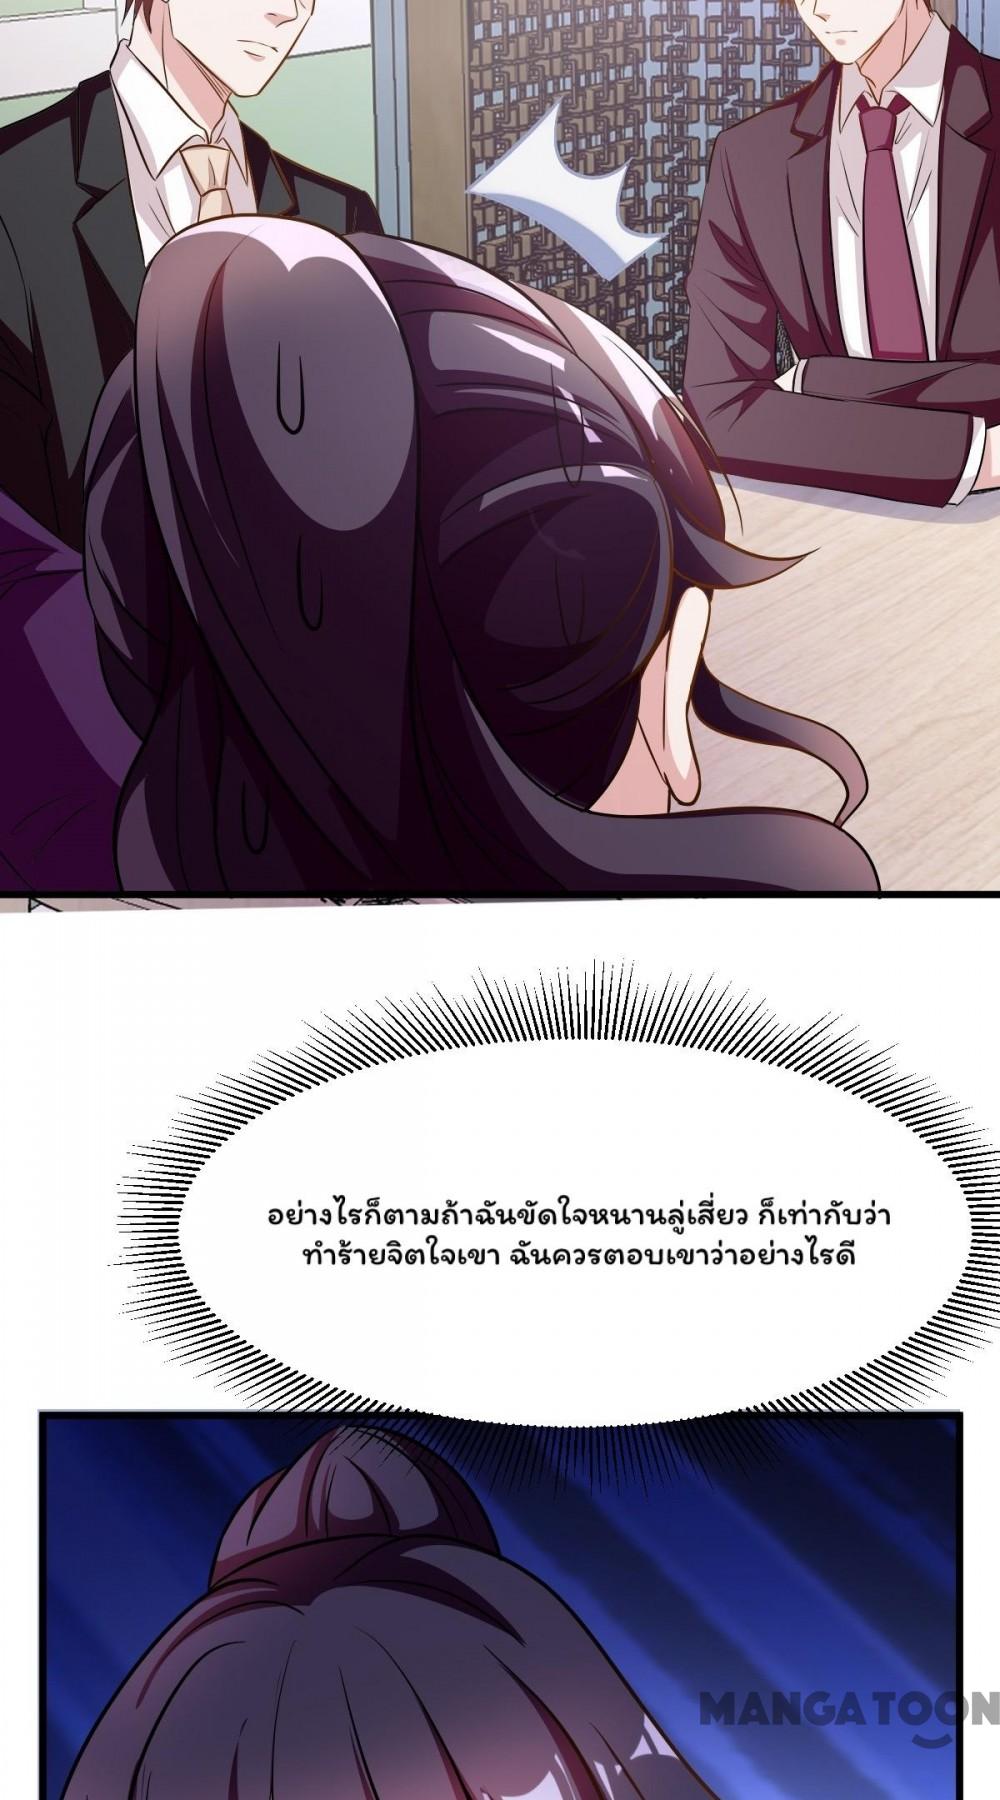 อย่างไรก็ตามถ้าฉันขัดใจหนานลู่เสี่ยว ก็เท่ากับว่า
ทำร้ายจิตใจเขา ฉันควรตอบเขาว่าอย่างไรดี
MANGATOON